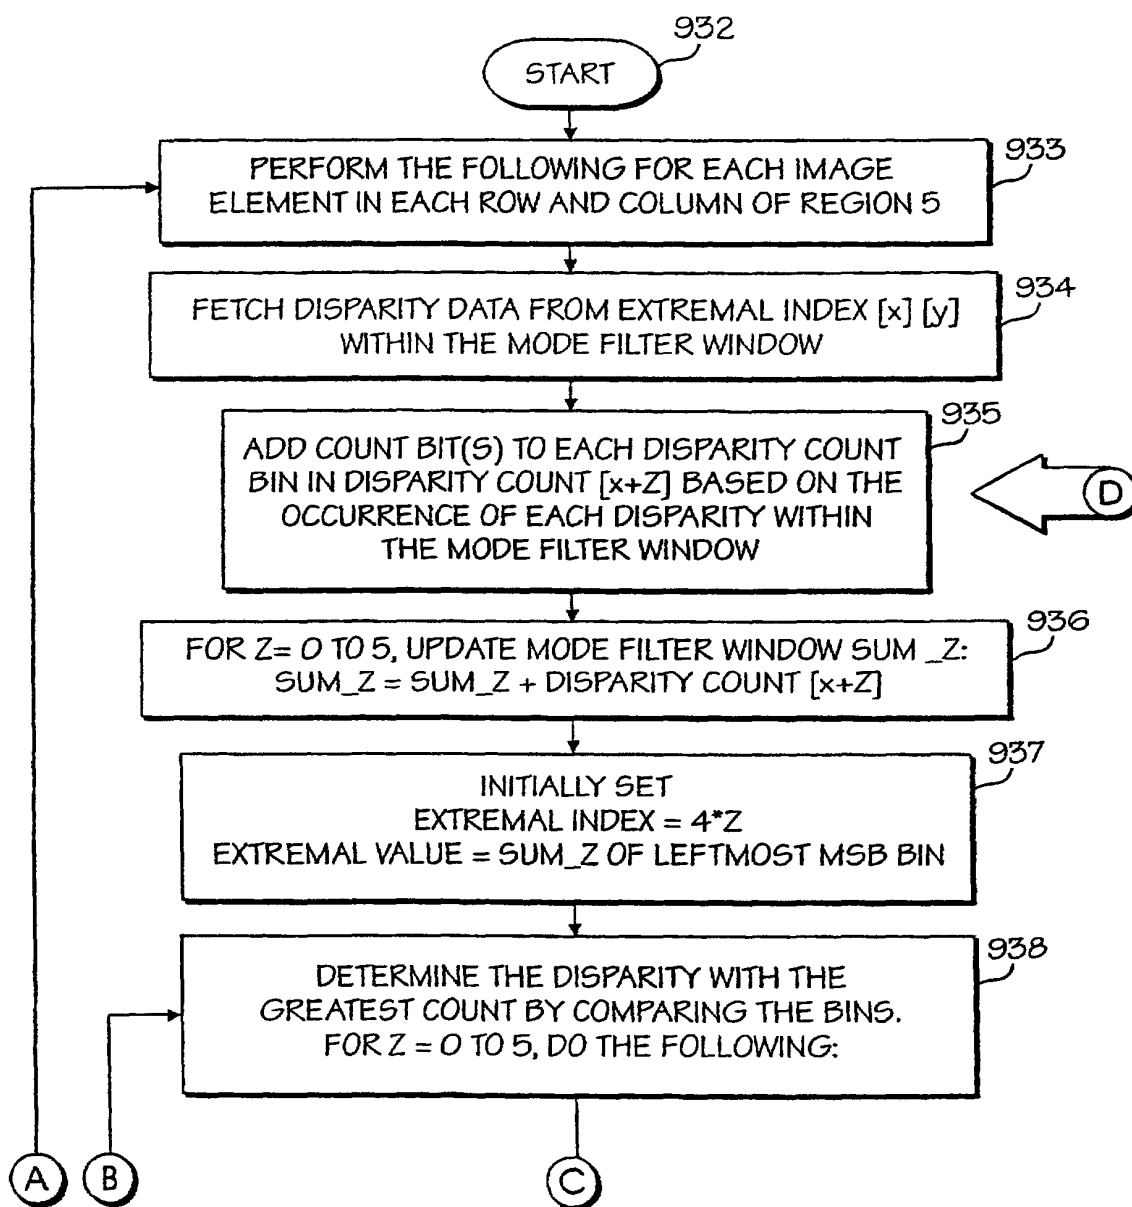 932
START
933
PERFORM THE FOLLOWING FOR EACH IMAGE
ELEMENT IN EACH ROW AND COLUMN OF REGION 5
934
FETCH DISPARITY DATA FROM EXTREMAL INDEX [x] [y]
WITHIN THE MODE FILTER WINDOW
935
ADD COUNT BIT(S) TO EACH DISPARITY COUNT
BIN IN DISPARITY COUNT [x+Z] BASED ON THE
OCCURRENCE OF EACH DISPARITY WITHIN
THE MODE FILTER WINDOW
D
936
FOR Z= 0 TO 5, UPDATE MODE FILTER WINDOW SUM _Z:
SUM_Z = SUM_Z + DISPARITY COUNT [x+Z]
937
INITIALLY SET
EXTREMAL INDEX = 4*Z
EXTREMAL VALUE = SUM_Z OF LEFTMOST MSB BIN
938
DETERMINE THE DISPARITY WITH THE
GREATEST COUNT BY COMPARING THE BINS.
FOR Z = 0 TO 5, DO THE FOLLOWING:
A B C